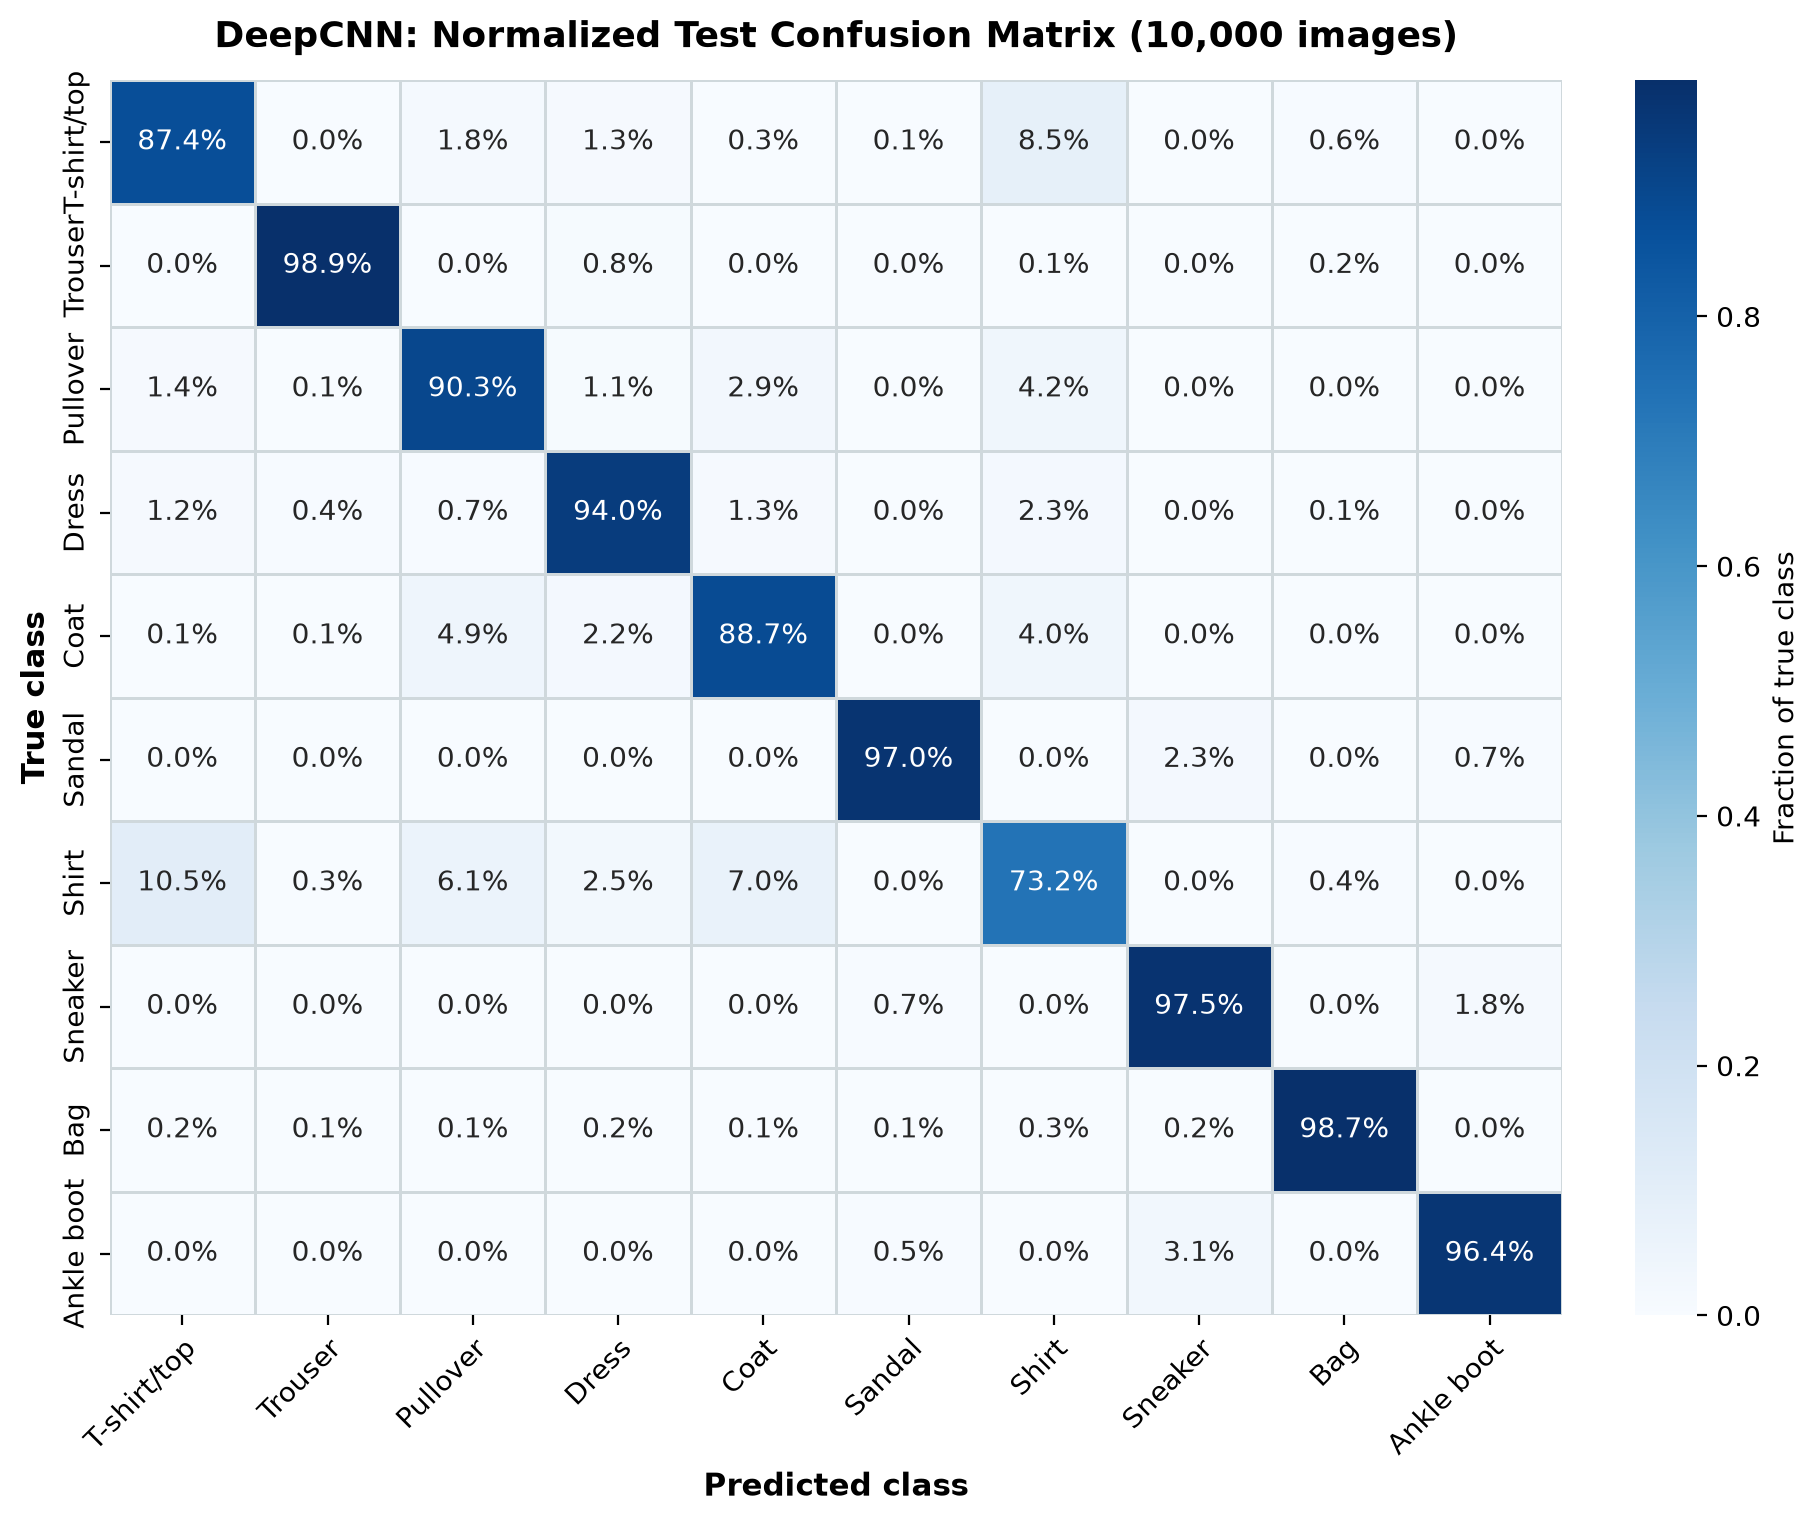 DeepCNN: Normalized Test Confusion Matrix (10,000 images)
True class
T-shirt/top 87.4% 0.0% 1.8% 1.3% 0.3% 0.1% 8.5% 0.0% 0.6% 0.0%
Trouser 0.0% 98.9% 0.0% 0.8% 0.0% 0.0% 0.1% 0.0% 0.2% 0.0%
Pullover 1.4% 0.1% 90.3% 1.1% 2.9% 0.0% 4.2% 0.0% 0.0% 0.0%
Dress 1.2% 0.4% 0.7% 94.0% 1.3% 0.0% 2.3% 0.0% 0.1% 0.0%
Coat 0.1% 0.1% 4.9% 2.2% 88.7% 0.0% 4.0% 0.0% 0.0% 0.0%
Sandal 0.0% 0.0% 0.0% 0.0% 0.0% 97.0% 0.0% 2.3% 0.0% 0.7%
Shirt 10.5% 0.3% 6.1% 2.5% 7.0% 0.0% 73.2% 0.0% 0.4% 0.0%
Sneaker 0.0% 0.0% 0.0% 0.0% 0.0% 0.7% 0.0% 97.5% 0.0% 1.8%
Bag 0.2% 0.1% 0.1% 0.2% 0.1% 0.1% 0.3% 0.2% 98.7% 0.0%
Ankle boot 0.0% 0.0% 0.0% 0.0% 0.0% 0.5% 0.0% 3.1% 0.0% 96.4%
T-shirt/top Trouser Pullover Dress Coat Sandal Shirt Sneaker Bag Ankle boot
Predicted class
0.8
0.6
0.4
0.2
0.0
Fraction of true class